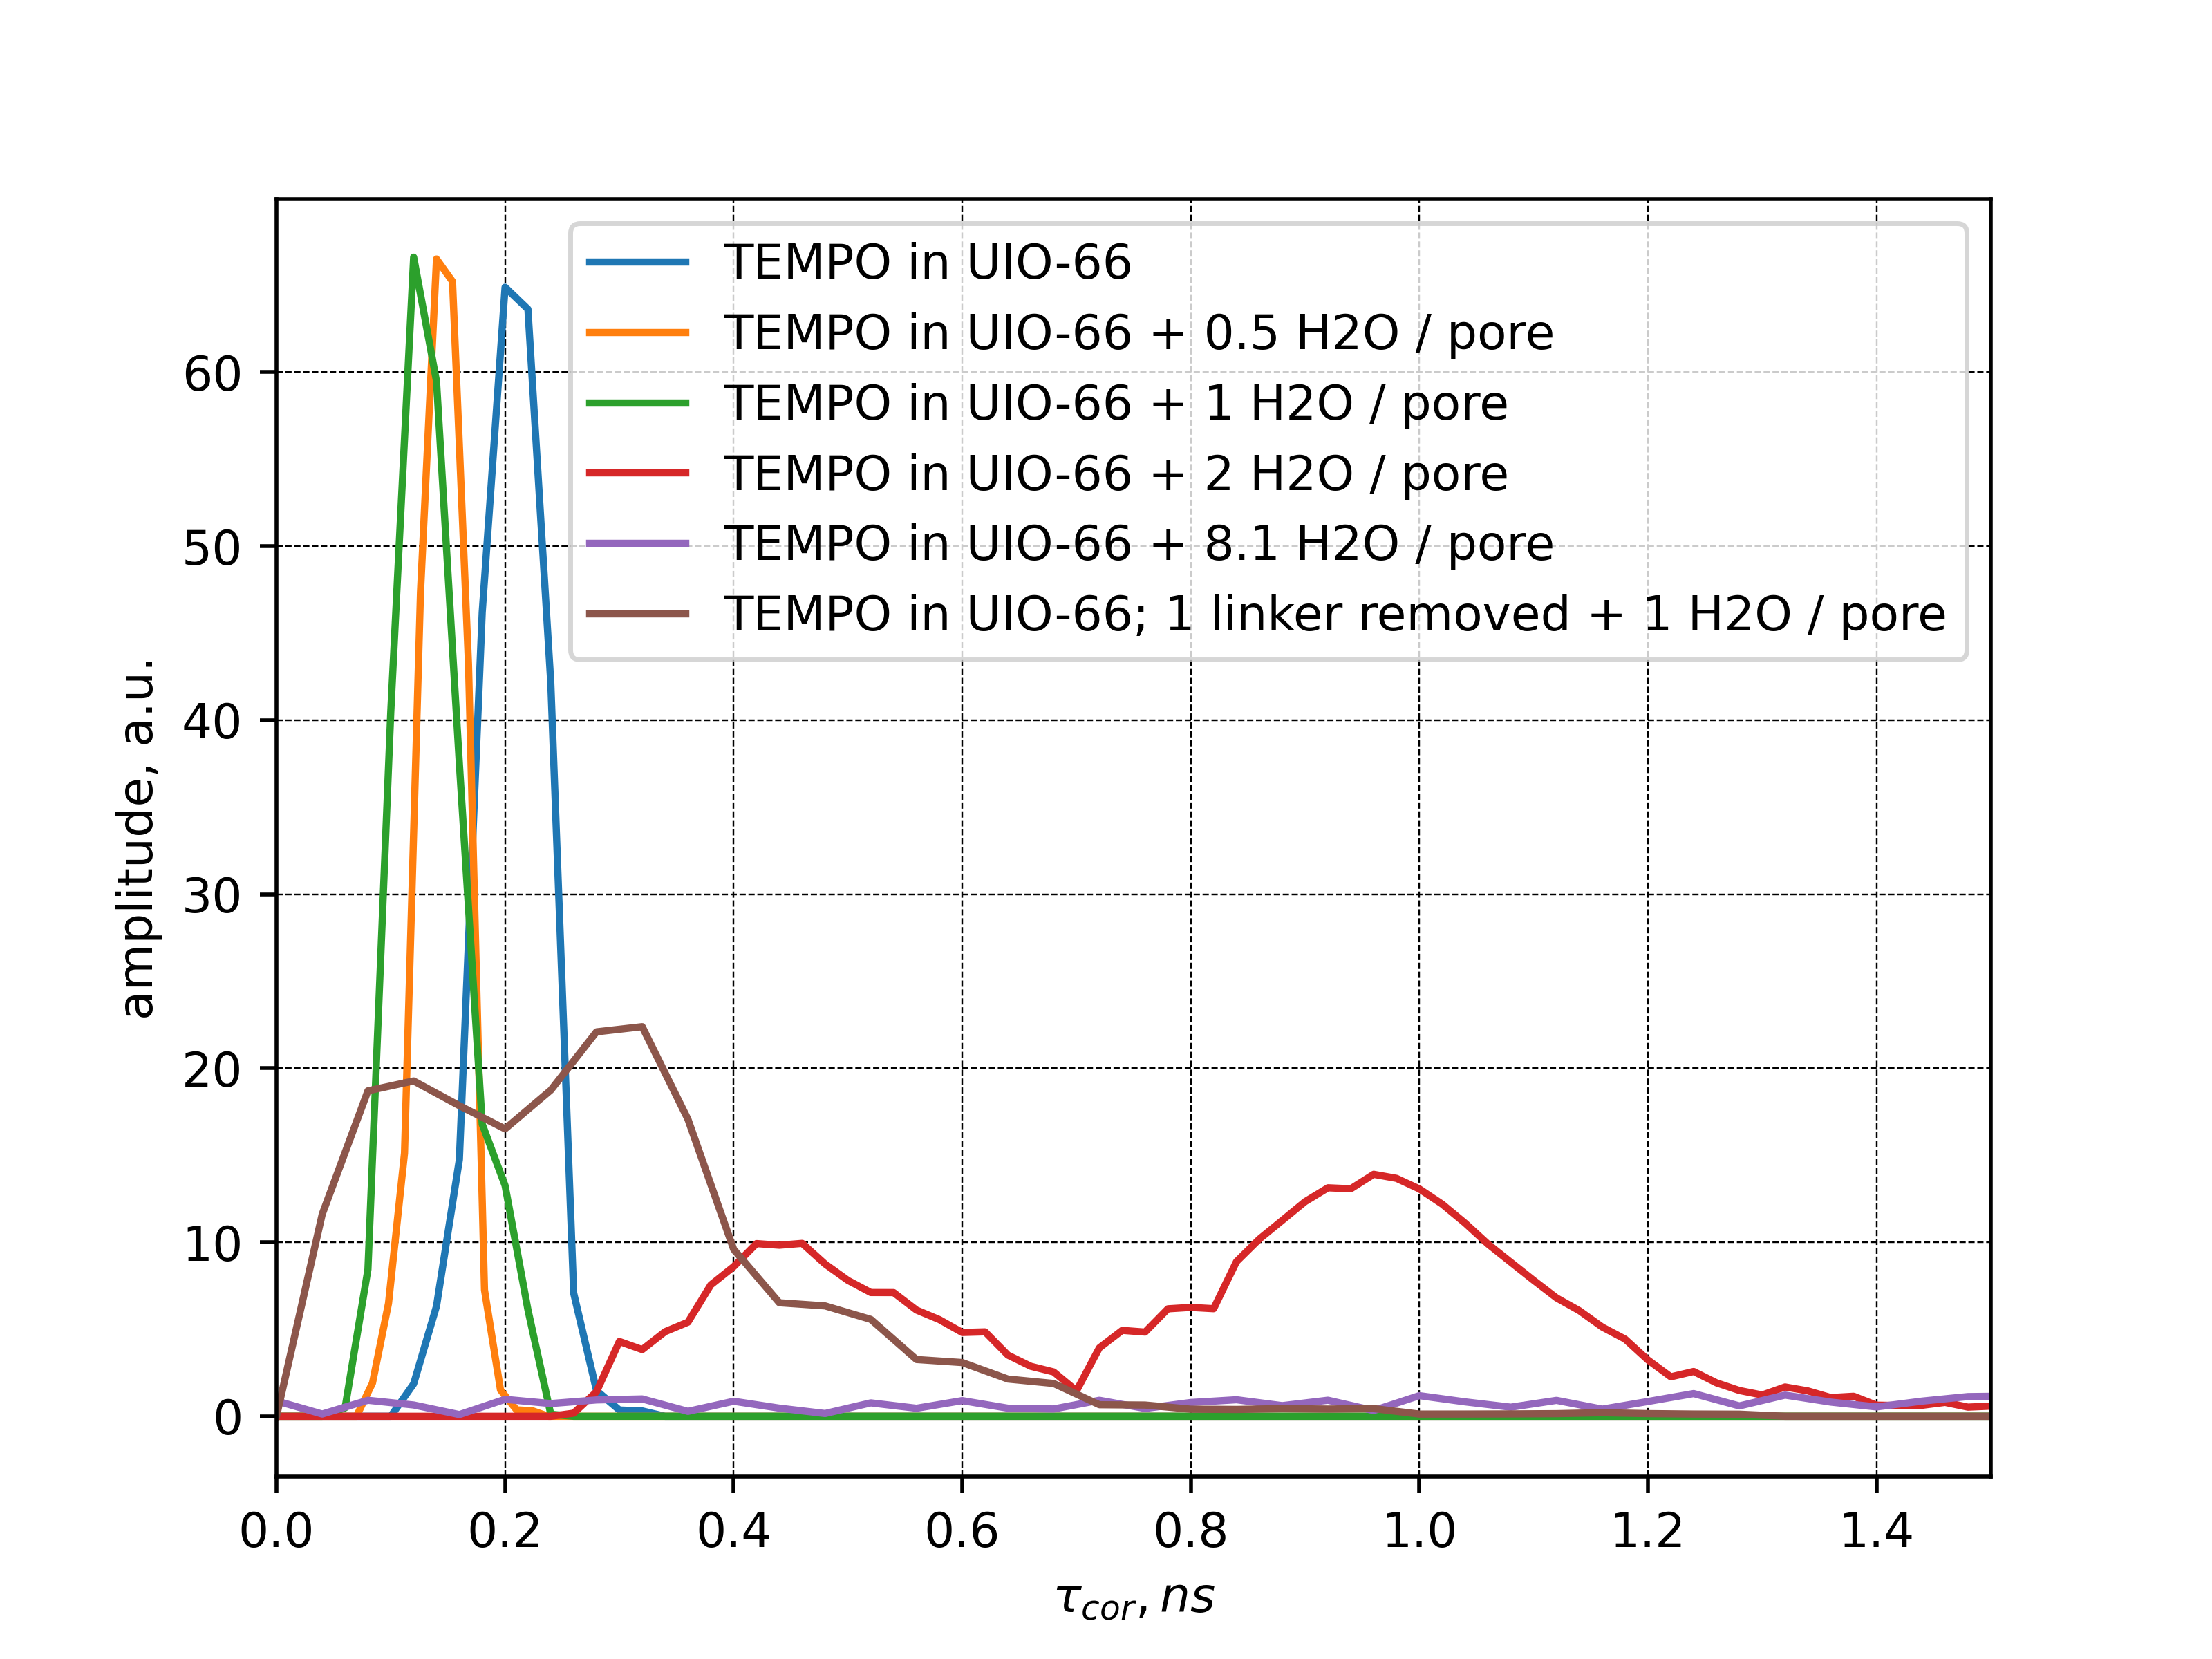 TEMPO in UIO-66
TEMPO in UIO-66 + 0.5 H2O / pore
TEMPO in UIO-66 + 1 H2O / pore
TEMPO in UIO-66 + 2 H2O / pore
TEMPO in UIO-66 + 8.1 H2O / pore
TEMPO in UIO-66; 1 linker removed + 1 H2O / pore
60
50
40
30
20
10
0
amplitude, a.u.
0.0 0.2 0.4 0.6 0.8 1.0 1.2 1.4
τcor, ns